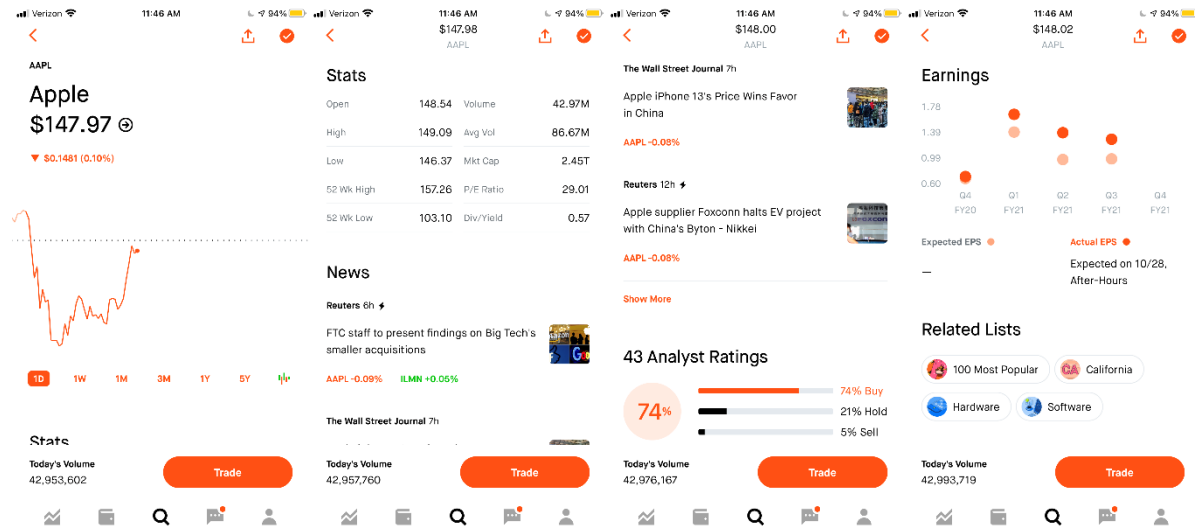 Verizon
11:46 AM
94%
AAPL
Apple
$147.97
$0.1481 (0.10%)
1D
1W
1M
3M
1Y
5Y
Stats
Today's Volume
42,953,602
Trade
Verizon
11:46 AM
94%
$147.98
AAPL
Stats
Open 148.54 Volume 42.97M
High 149.09 Avg Vol 86.67M
Low 146.37 Mkt Cap 2.45T
52 Wk High 157.26 P/E Ratio 29.01
52 Wk Low 103.10 Div/Yield 0.57
News
Reuters 6h
FTC staff to present findings on Big Tech's
smaller acquisitions
AAPL -0.09% ILMN +0.05%
The Wall Street Journal 7h
Today's Volume
42,957,760
Trade
Verizon
11:46 AM
94%
$148.00
AAPL
The Wall Street Journal 7h
Apple iPhone 13's Price Wins Favor
in China
AAPL -0.08%
Reuters 12h
Apple supplier Foxconn halts EV project
with China's Byton - Nikkei
AAPL -0.08%
Show More
43 Analyst Ratings
74%
74% Buy
21% Hold
5% Sell
Today's Volume
42,976,167
Trade
Verizon
11:46 AM
94%
$148.02
AAPL
Earnings
1.78
1.39
0.99
0.60
Q4 Q1 Q2 Q3 Q4
FY20 FY21 FY21 FY21 FY21
Expected EPS
—
Actual EPS
Expected on 10/28,
After-Hours
Related Lists
100 Most Popular
CA California
Hardware
Software
Today's Volume
42,993,719
Trade